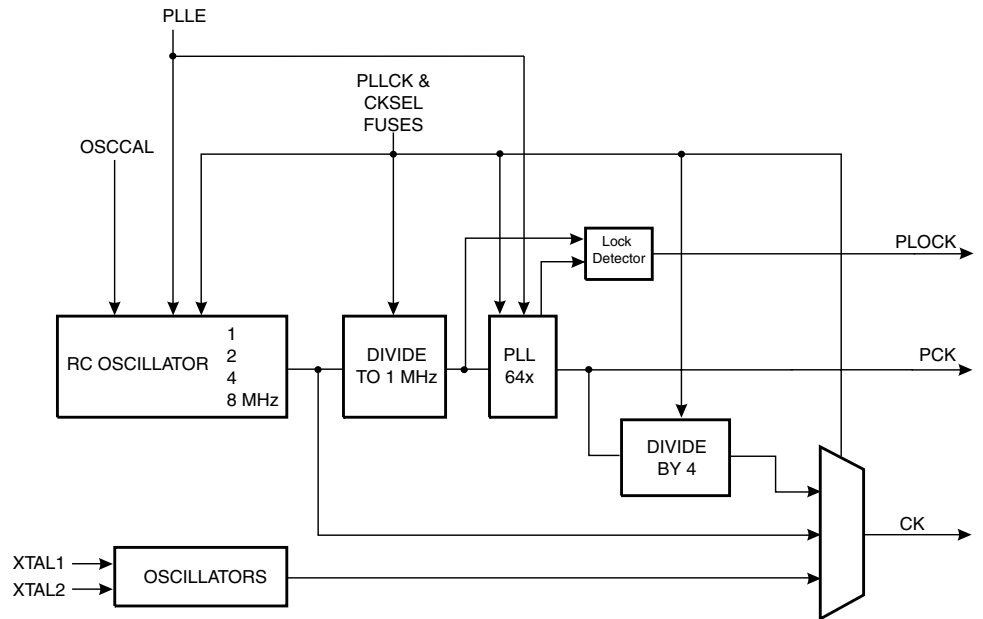 PLLE
PLLCK &
CKSEL
FUSES
OSCCAL
Lock
Detector
PLOCK
RC OSCILLATOR
1
2
4
8 MHz
DIVIDE
TO 1 MHz
PLL
64x
PCK
DIVIDE
BY 4
CK
XTAL1
XTAL2
OSCILLATORS